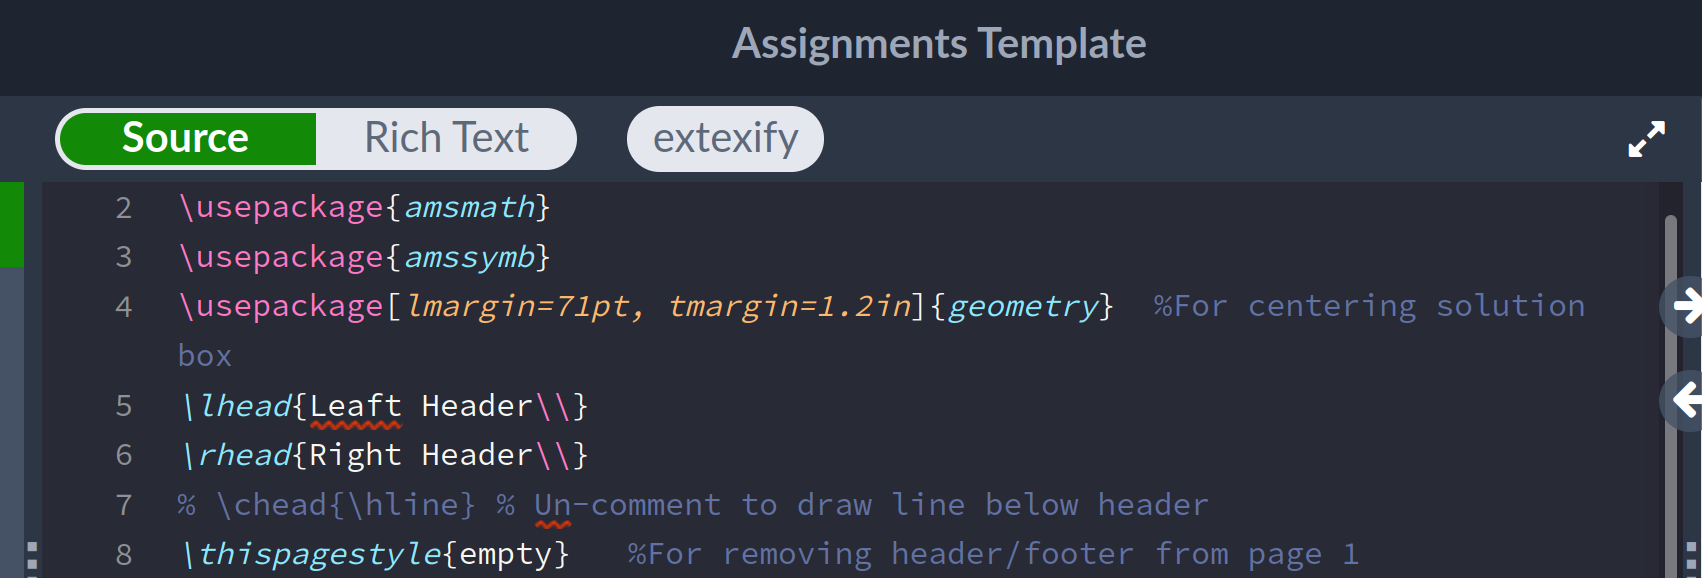 Assignments Template
Source Rich Text extexify
2 \usepackage{amsmath}
3 \usepackage{amssymb}
4 \usepackage[lmargin=71pt, tmargin=1.2in]{geometry}  %For centering solution
box
5 \lhead{Leaft Header\\}
6 \rhead{Right Header\\}
7 % \chead{\hline} % Un-comment to draw line below header
8 \thispagestyle{empty}   %For removing header/footer from page 1